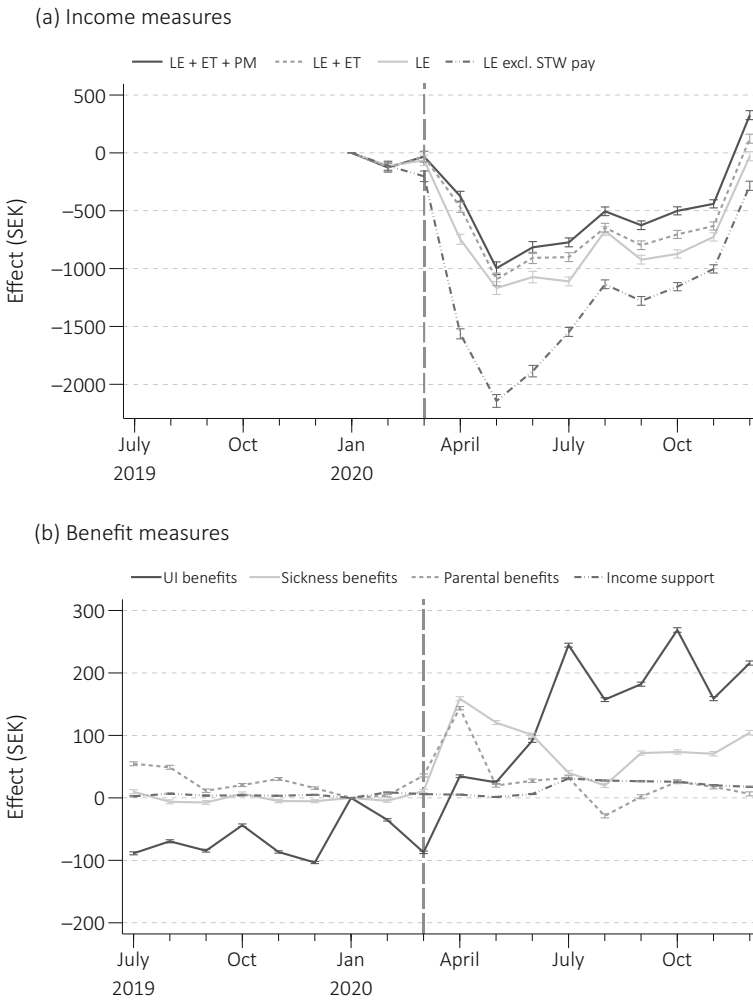 (a) Income measures
LE + ET + PM LE + ET LE LE excl. STW pay
500
0
−500
−1000
−1500
−2000
Effect (SEK)
July Oct Jan April July Oct
2019 2020
(b) Benefit measures
UI benefits Sickness benefits Parental benefits Income support
300
200
100
0
−100
−200
Effect (SEK)
July Oct Jan April July Oct
2019 2020